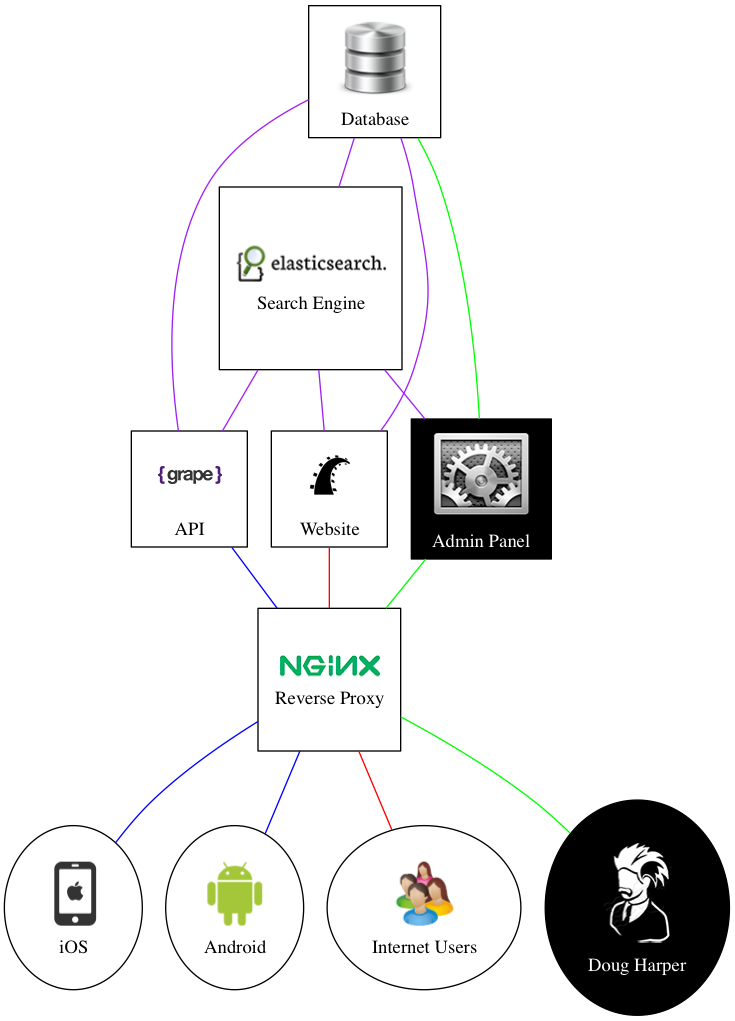 Database
elasticsearch.
Search Engine
{grape}
API
Website
Admin Panel
NGINX
Reverse Proxy
iOS
Android
Internet Users
Doug Harper